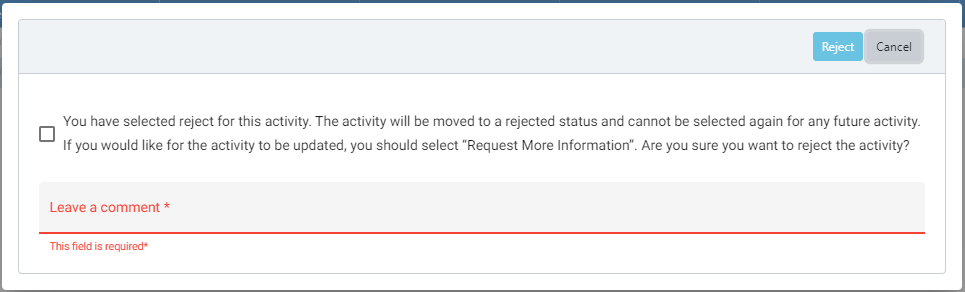 Reject Cancel
You have selected reject for this activity. The activity will be moved to a rejected status and cannot be selected again for any future activity.
If you would like for the activity to be updated, you should select “Request More Information”. Are you sure you want to reject the activity?
Leave a comment *
This field is required*